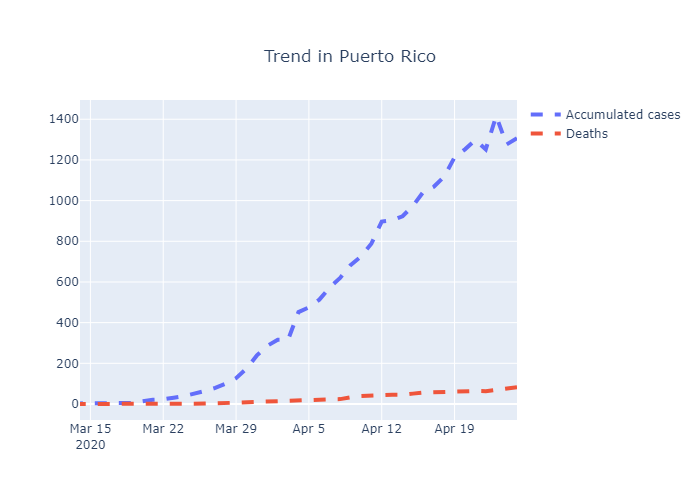 Trend in Puerto Rico
Accumulated cases
Deaths
1400
1200
1000
800
600
400
200
0
Mar 15
2020
Mar 22
Mar 29
Apr 5
Apr 12
Apr 19